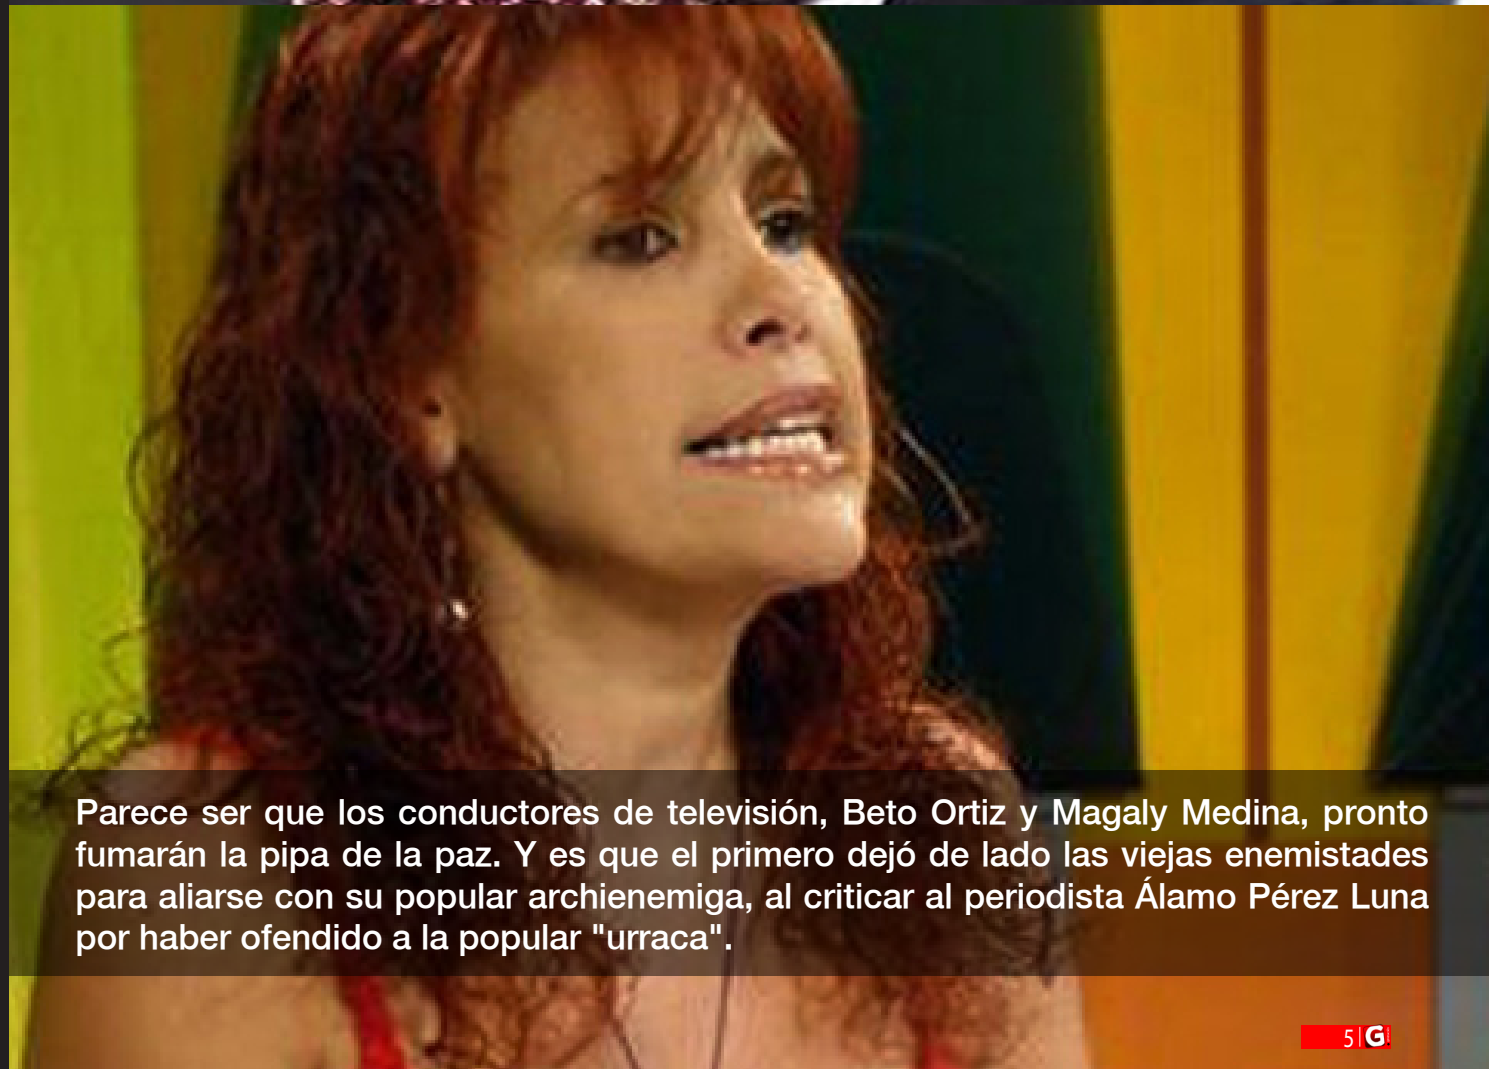 Parece ser que los conductores de televisión, Beto Ortiz y Magaly Medina, pronto
fumarán la pipa de la paz. Y es que el primero dejó de lado las viejas enemistades
para aliarse con su popular archienemiga, al criticar al periodista Álamo Pérez Luna
por haber ofendido a la popular "urraca".
5|G!